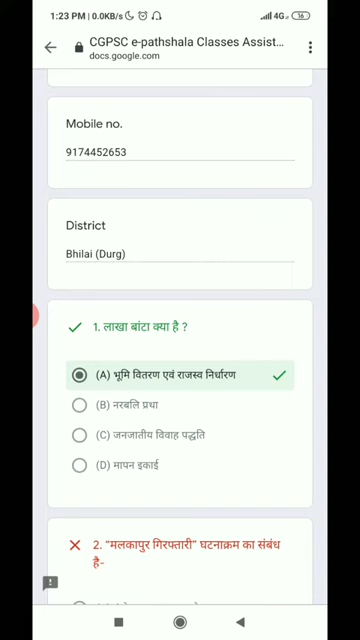 1:23 PM | 0.0KB/s
4G 16
CGPSC e-pathshala Classes Assist...
docs.google.com
Mobile no.
9174452653
District
Bhilai (Durg)
1. लाखा बांटा क्या है ?
(A) भूमि वितरण एवं राजस्व निर्धारण
(B) नरबलि प्रथा
(C) जनजातीय विवाह पद्धति
(D) मापन इकाई
2. "मलकापुर गिरफ्तारी" घटनाक्रम का संबंध
है-